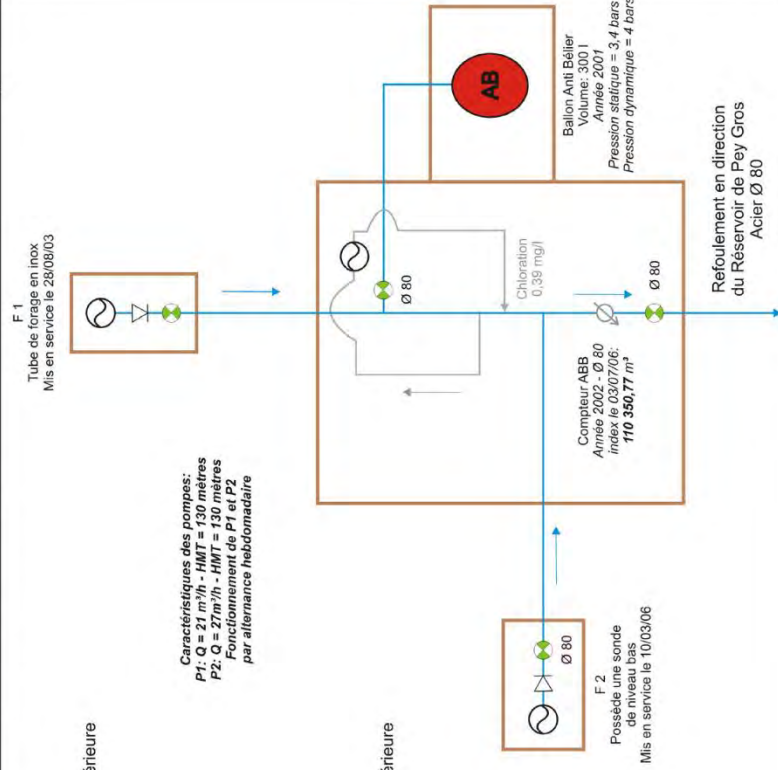 F 1
Tube de forage en inox
Mis en service le 28/08/03
Caractéristiques des pompes:
P1: Q = 21 m³/h - HMT = 130 mètres
P2: Q = 27m³/h - HMT = 130 mètres
Fonctionnement de P1 et P2
par alternance hebdomadaire
érieure
érieure
AB
Ballon Anti Bélier
Volume: 300 l
Année 2001
Pression statique = 3,4 bars
Pression dynamique = 4 bars
Ø 80
Chloration
0,39 mg/l
Compteur ABB
Année 2002 - Ø 80
index le 03/07/06:
110 350,77 m³
Ø 80
Refoulement en direction
du Réservoir de Pey Gros
Acier Ø 80
Ø 80
F 2
Possède une sonde
de niveau bas
Mis en service le 10/03/06